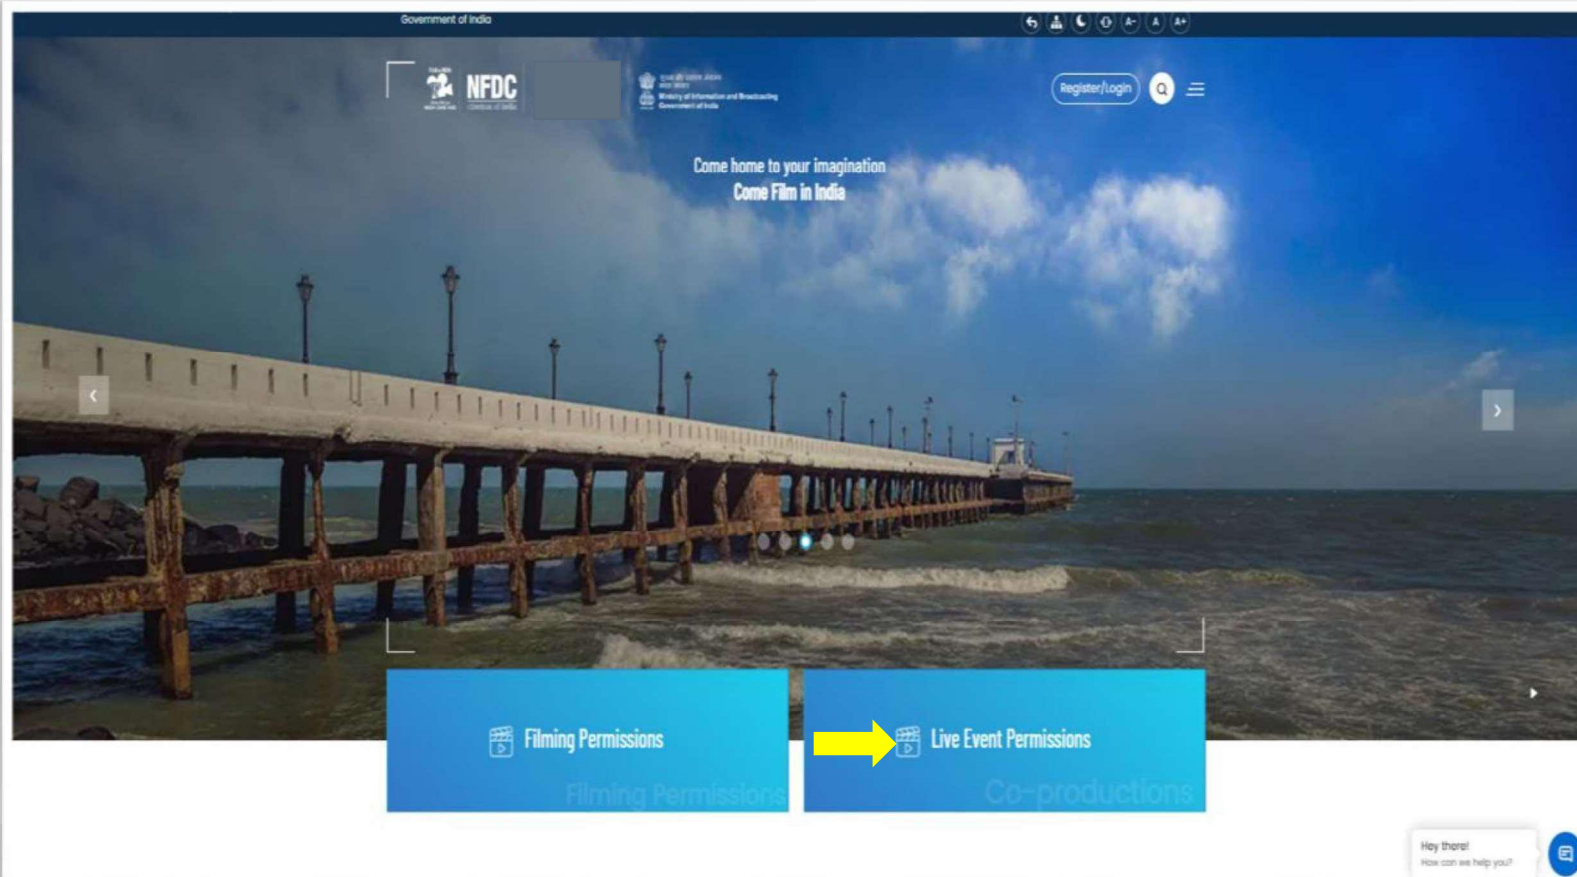 Government of India
A- A A+
NFDC
Ministry of Information and Broadcasting
Government of India
Register/Login
Come home to your imagination
Come Film in India
Filming Permissions
Filming Permissions
Live Event Permissions
Co-productions
Hey there!
How can we help you?